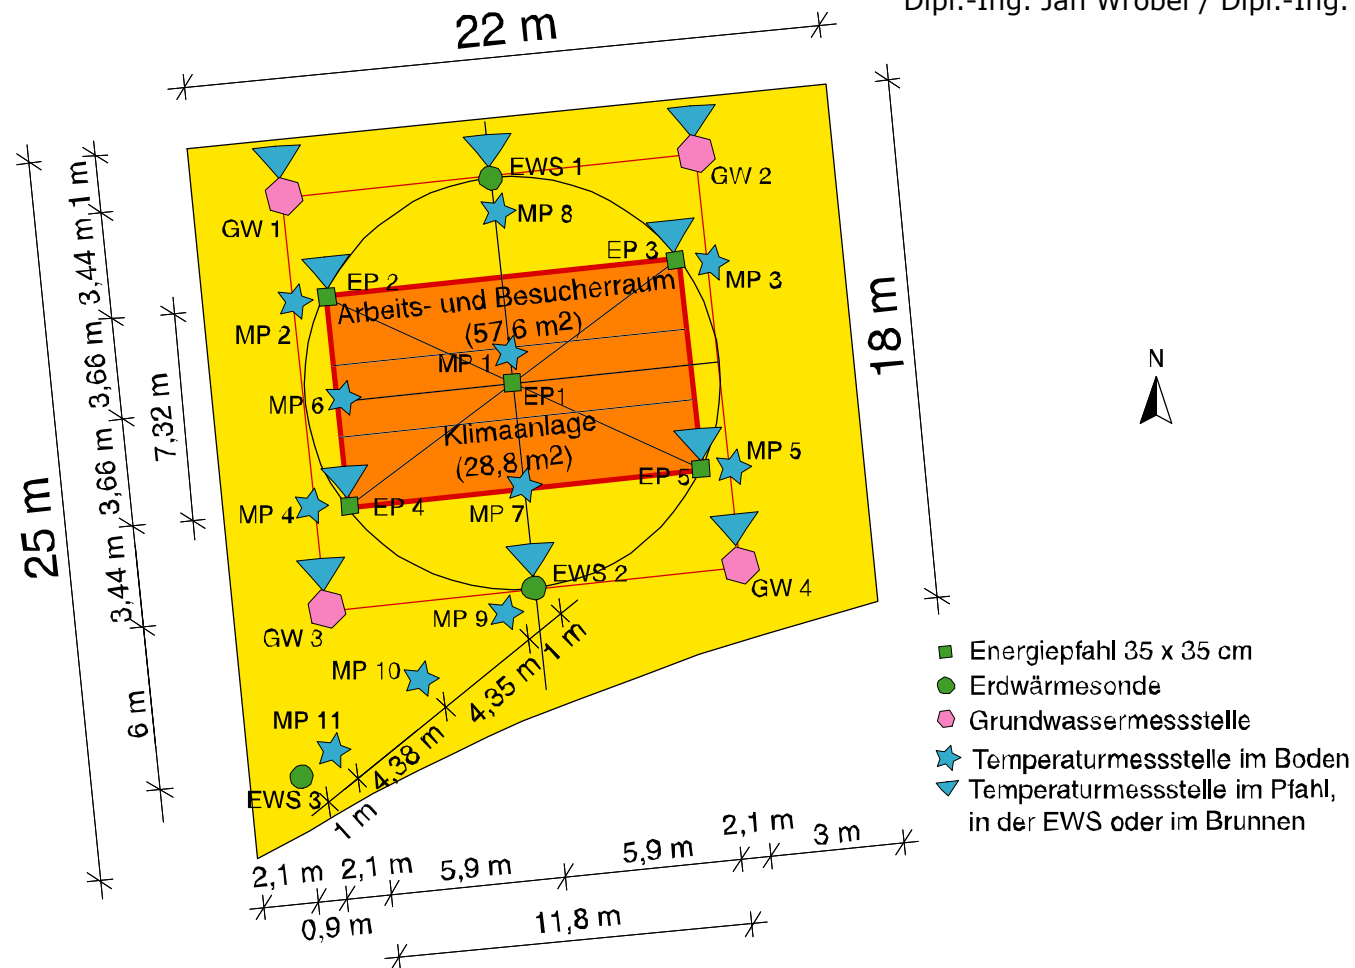 Dipl.-Ing. Jan Wrobel / Dipl.-Ing.
22 m
25 m
1 m
3,44 m
3,66 m
3,66 m
3,44 m
6 m
7,32 m
18 m
N
GW 1
EWS 1
GW 2
MP 8
EP 2
EP 3
MP 2
MP 3
Arbeits- und Besucherraum
(57,6 m2)
MP 1
MP 6
EP1
Klimaanlage
(28,8 m2)
MP 5
EP 5
MP 4
EP 4
MP 7
EWS 2
GW 4
GW 3
MP 9
MP 10
MP 11
EWS 3
1 m
4,35 m
4,38 m
1 m
2,1 m
0,9 m
2,1 m
5,9 m
5,9 m
2,1 m
3 m
11,8 m
Energiepfahl 35 x 35 cm
Erdwärmesonde
Grundwassermessstelle
Temperaturmessstelle im Boden
Temperaturmessstelle im Pfahl,
in der EWS oder im Brunnen